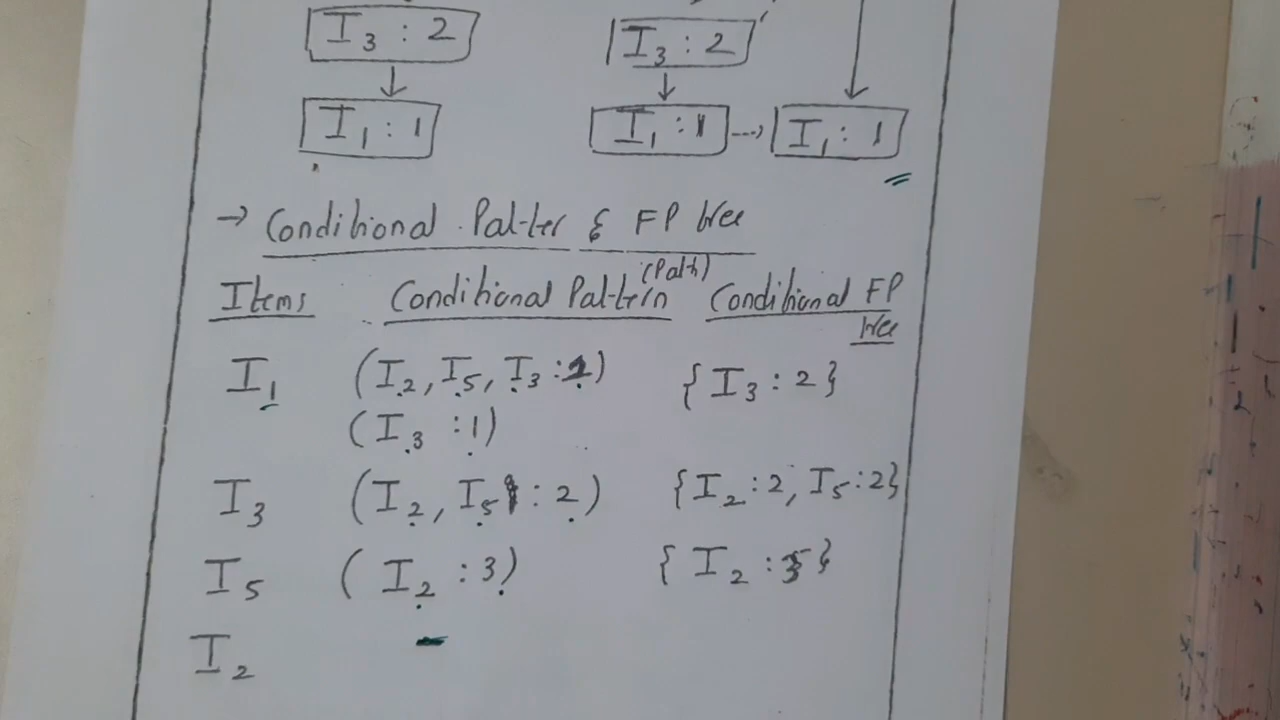 I3 : 2 I3 : 2
I1 : 1 I1 : 1 I1 : 1
→ Conditional Patter & FP tree
(Path)
Items Conditional Pattern Conditional FP
tree
I1 (I2, I5, I3 : 1) {I3 : 2}
(I3 : 1)
I3 (I2, I5 : 2) {I2 : 2, I5 : 2}
I5 (I2 : 3) {I2 : 3}
I2 -